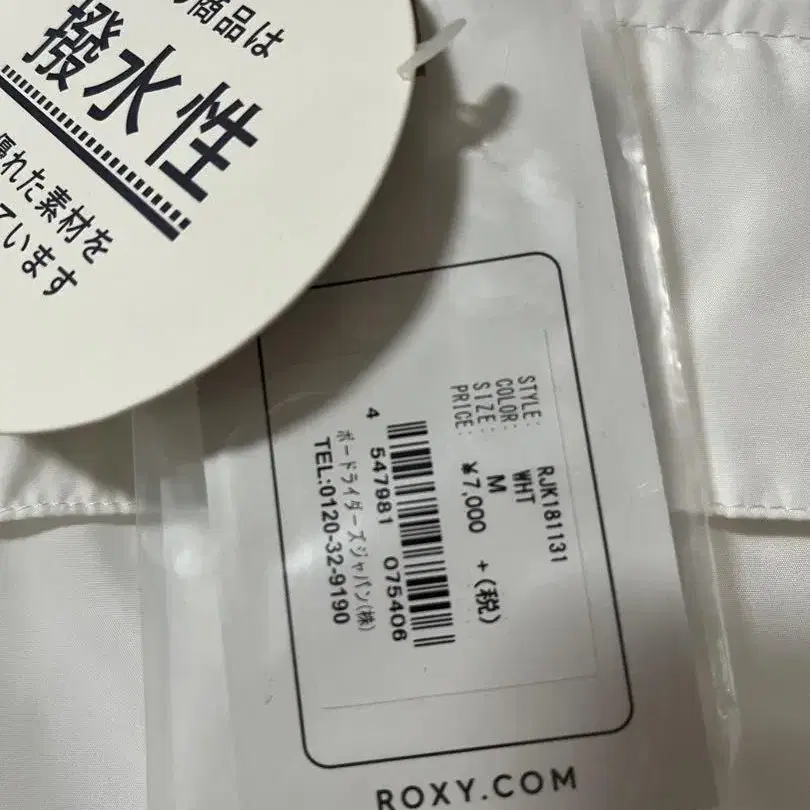 の商品は
撥水性
優れた素材を
ています
STYLE: RJK181131
COLOR: WHT
SIZE: M
PRICE: ¥7,000 +(税)
4 547981 075406
ボードライダーズジャパン(株)
TEL:0120-32-9190
ROXY.COM